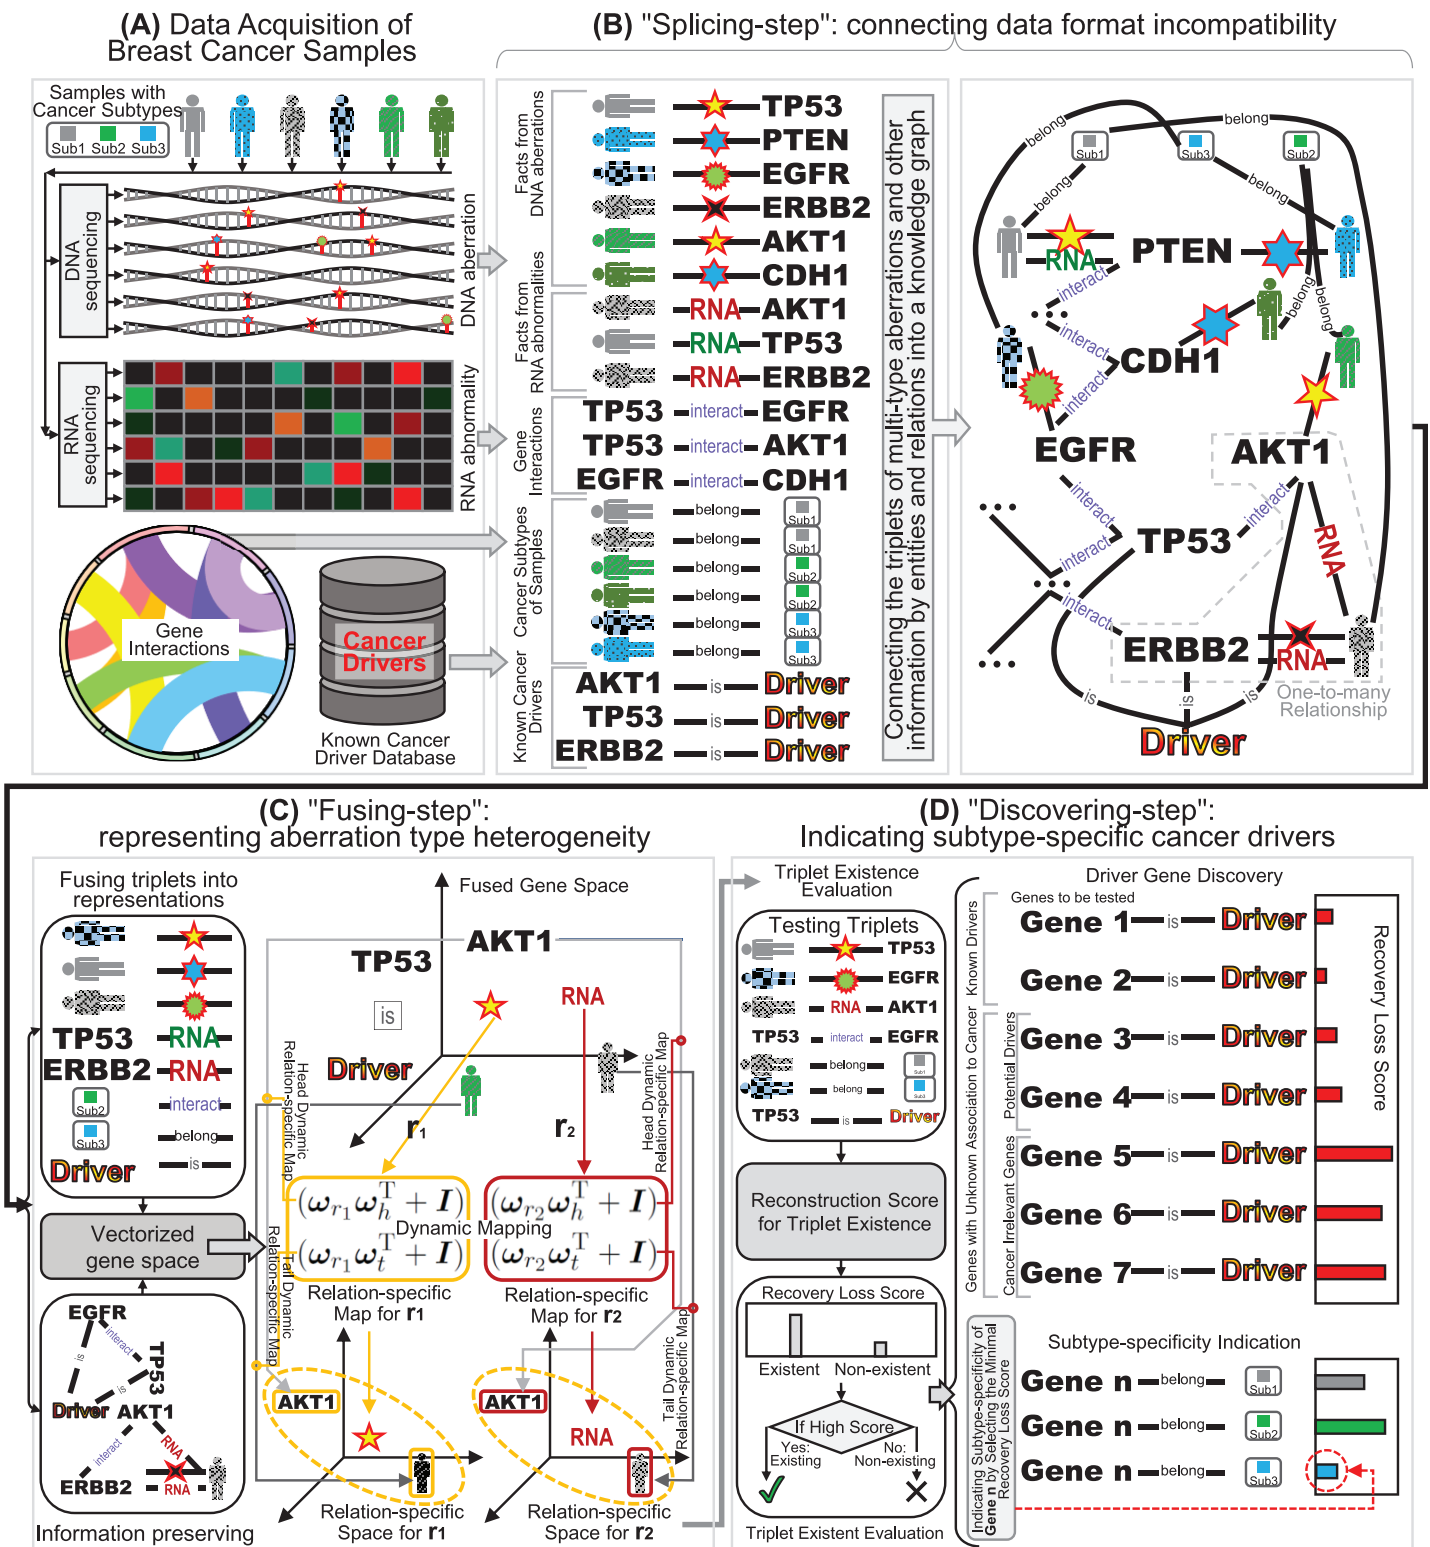 (A) Data Acquisition of
Breast Cancer Samples
Samples with
Cancer Subtypes
Sub1 Sub2 Sub3
DNA
sequencing
DNA aberration
RNA
sequencing
RNA abnormality
Gene
Interactions
Cancer
Drivers
Known Cancer
Driver Database
(B) "Splicing-step": connecting data format incompatibility
Facts from
DNA aberrations
TP53
PTEN
EGFR
ERBB2
AKT1
CDH1
Facts from
RNA abnormalities
RNA AKT1
RNA TP53
RNA ERBB2
Gene
Interactions
TP53 interact EGFR
TP53 interact AKT1
EGFR interact CDH1
Cancer Subtypes
of Samples
belong Sub1
belong Sub1
belong Sub2
belong Sub2
belong Sub3
belong Sub3
Known Cancer
Drivers
AKT1 is Driver
TP53 is Driver
ERBB2 is Driver
Connecting the triplets of multi-type aberrations and other
information by entities and relations into a knowledge graph
belong
belong
Sub1
Sub3
Sub2
belong
belong
belong
belong
RNA
PTEN
interact
interact
CDH1
interact
EGFR
AKT1
interact
interact
TP53
interact
RNA
interact
ERBB2
RNA
One-to-many
Relationship
is
is
is
Driver
(C) "Fusing-step":
representing aberration type heterogeneity
Fusing triplets into
representations
TP53 RNA
ERBB2 RNA
Sub2 interact
Sub3 belong
Driver is
Vectorized
gene space
EGFR
interact
is
TP53
is
Driver AKT1
interact
RNA
ERBB2
RNA
Information preserving
Fused Gene Space
AKT1
TP53
RNA
is
Driver
Head Dynamic
Relation-specific Map
Head Dynamic
Relation-specific Map
r1
r2
(ωr1 ωhT + I)
(ωr2 ωhT + I)
Dynamic Mapping
(ωr1 ωtT + I)
(ωr2 ωtT + I)
Tail Dynamic
Relation-specific Map
Tail Dynamic
Relation-specific Map
Relation-specific
Map for r1
Relation-specific
Map for r2
AKT1
AKT1
RNA
Relation-specific
Space for r1
Relation-specific
Space for r2
(D) "Discovering-step":
Indicating subtype-specific cancer drivers
Triplet Existence
Evaluation
Testing Triplets
TP53
EGFR
RNA AKT1
TP53 interact EGFR
belong Sub1
belong Sub3
TP53 is Driver
Reconstruction Score
for Triplet Existence
Recovery Loss Score
Existent Non-existent
If High Score
Yes:
Existing
No:
Non-existing
Triplet Existent Evaluation
Driver Gene Discovery
Genes to be tested
Known Drivers
Genes with Unknown Association to Cancer
Potential Drivers
Cancer Irrelevant Genes
Gene 1 is Driver
Gene 2 is Driver
Gene 3 is Driver
Gene 4 is Driver
Gene 5 is Driver
Gene 6 is Driver
Gene 7 is Driver
Recovery Loss Score
Subtype-specificity Indication
Indicating Subtype-specificity of
Gene n by Selecting the Minimal
Recovery Loss Score
Gene n belong Sub1
Gene n belong Sub2
Gene n belong Sub3